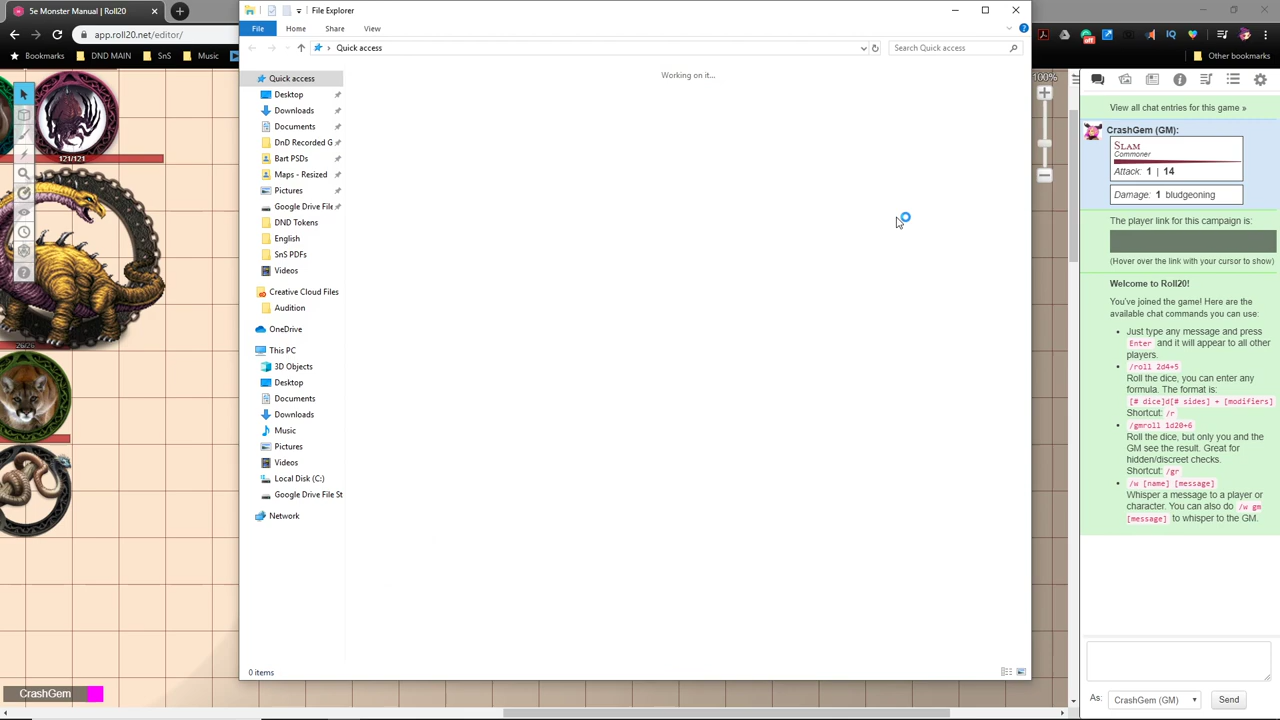 File Explorer
5e Monster Manual | Roll20
File
Home
Share
View
app.roll20.net/editor/
Quick access
Search Quick access
Bookmarks
DND MAIN
SnS
Music
Other bookmarks
Working on it...
100%
Quick access
Desktop
Downloads
Documents
DnD Recorded G
Bart PSDs
Maps - Resized
Pictures
Google Drive File
DND Tokens
English
SnS PDFs
Videos
Creative Cloud Files
Audition
OneDrive
This PC
3D Objects
Desktop
Documents
Downloads
Music
Pictures
Videos
Local Disk (C:)
Google Drive File St
Network
0 items
121/121
26/26
CrashGem
View all chat entries for this game »
CrashGem (GM):
SLAM
Commoner
Attack: 1 | 14
Damage: 1 bludgeoning
The player link for this campaign is:
(Hover over the link with your cursor to show)
Welcome to Roll20!
You've joined the game! Here are the
available chat commands you can use:
Just type any message and press
Enter and it will appear to all other
players.
/roll 2d4+5
Roll the dice, you can enter any
formula. The format is:
[# dice]d[# sides] + [modifiers]
Shortcut: /r
/gmroll 1d20+6
Roll the dice, but only you and the
GM see the result. Great for
hidden/discreet checks.
Shortcut: /gr
/w [name] [message]
Whisper a message to a player or
character. You can also do /w gm
[message] to whisper to the GM.
As:
CrashGem (GM)
Send